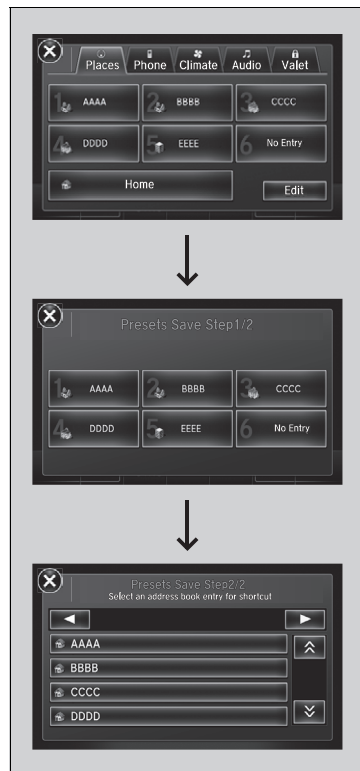 Places Phone Climate Audio Valet
1 AAAA 2 BBBB 3 CCCC
4 DDDD 5 EEEE 6 No Entry
Home Edit
Presets Save Step1/2
1 AAAA 2 BBBB 3 CCCC
4 DDDD 5 EEEE 6 No Entry
Presets Save Step2/2
Select an address book entry for shortcut
AAAA
BBBB
CCCC
DDDD